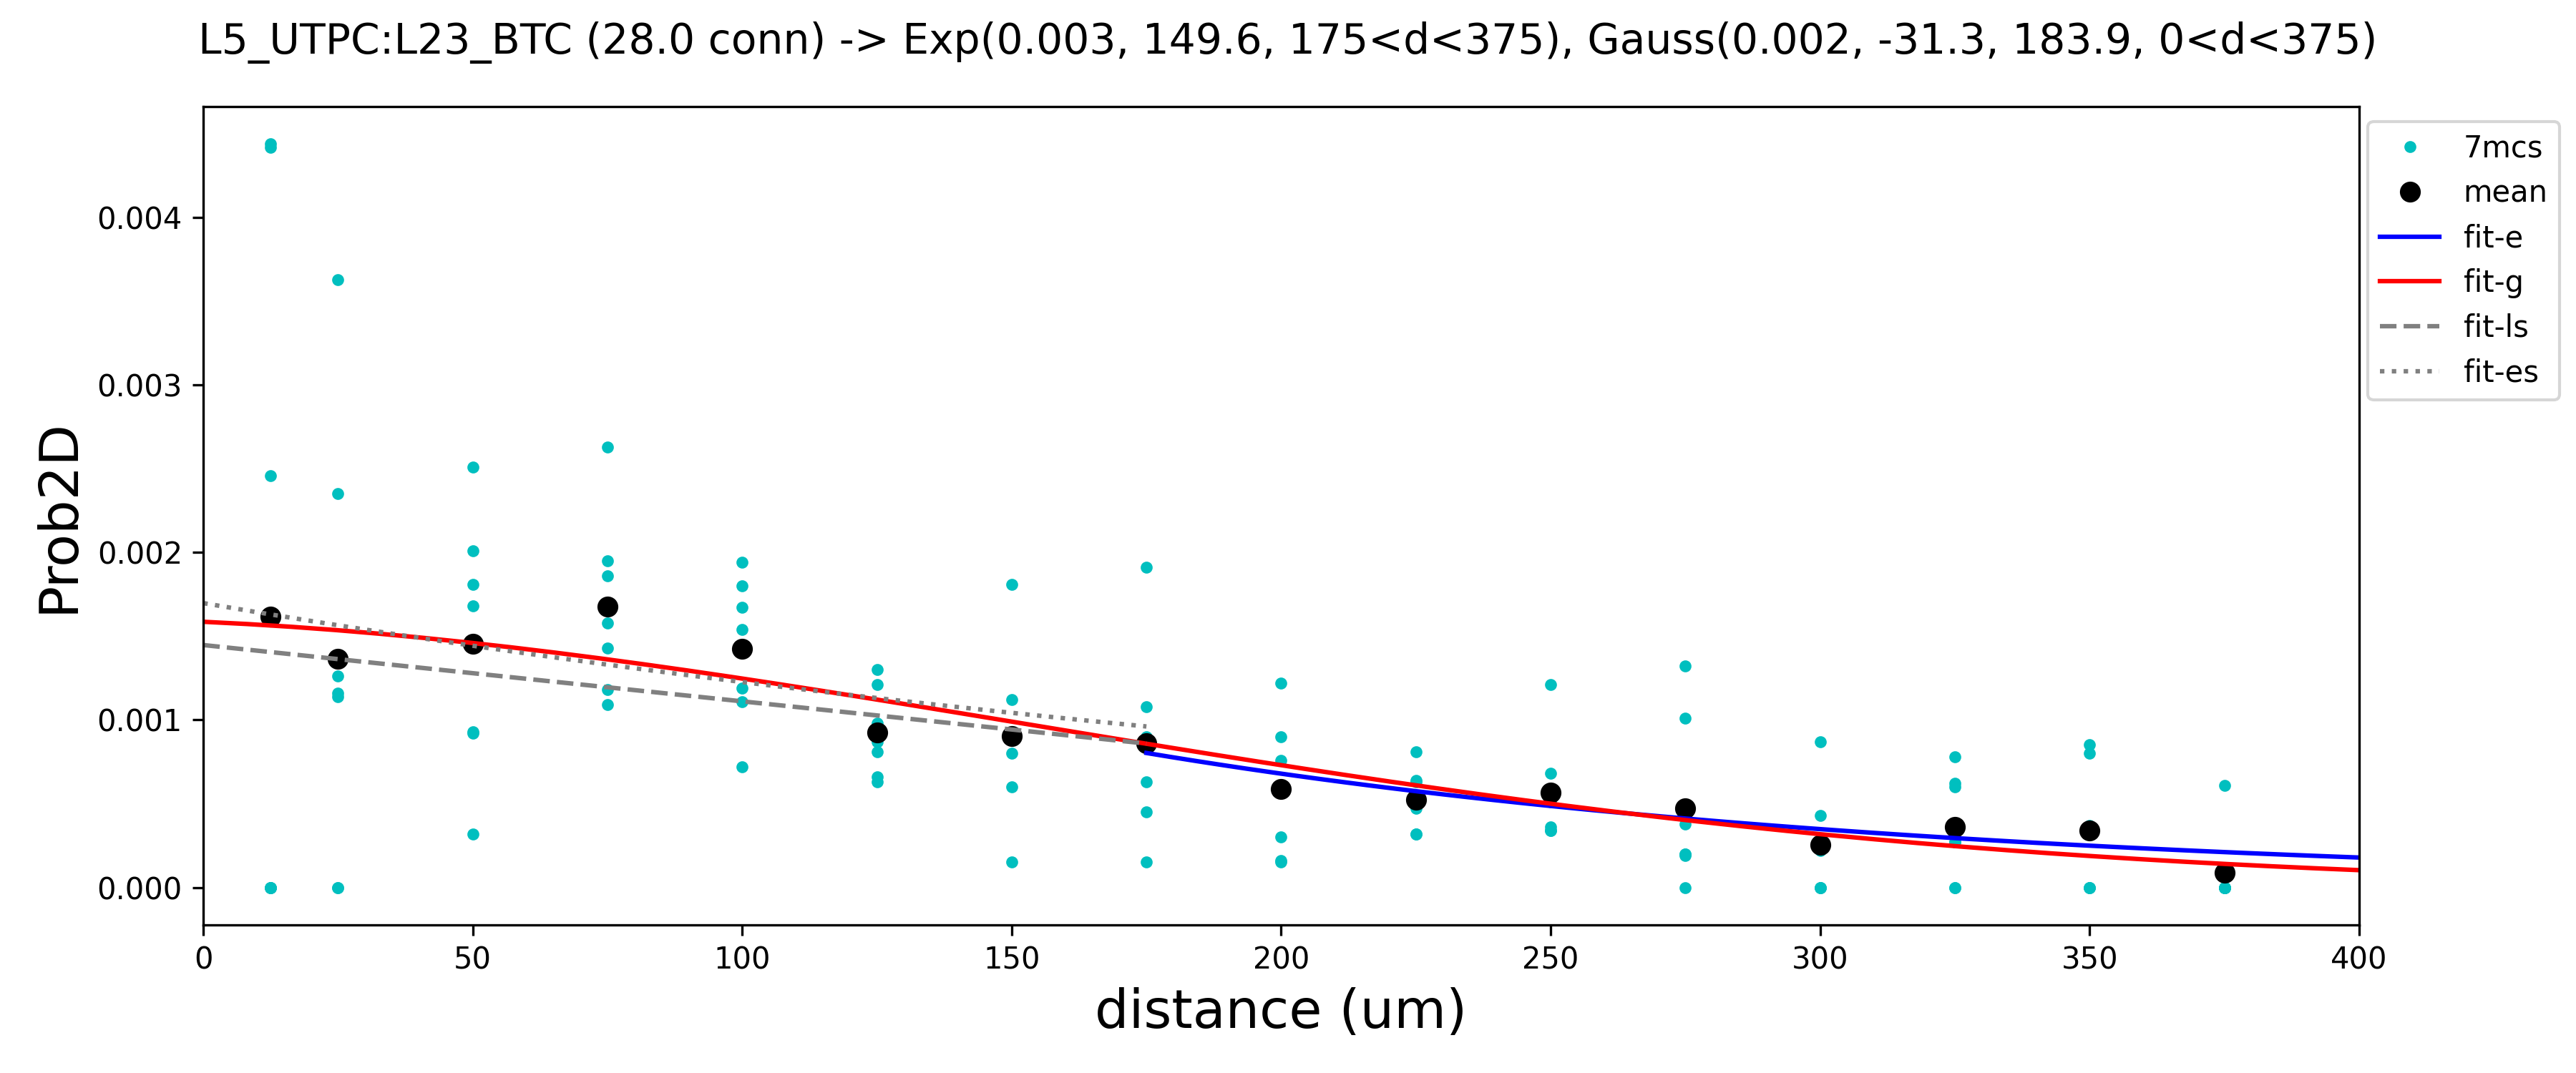 L5_UTPC:L23_BTC (28.0 conn) -> Exp(0.003, 149.6, 175<d<375), Gauss(0.002, -31.3, 183.9, 0<d<375)
7mcs
mean
fit-e
fit-g
fit-ls
fit-es
0.004
0.003
0.002
0.001
0.000
Prob2D
0 50 100 150 200 250 300 350 400
distance (um)